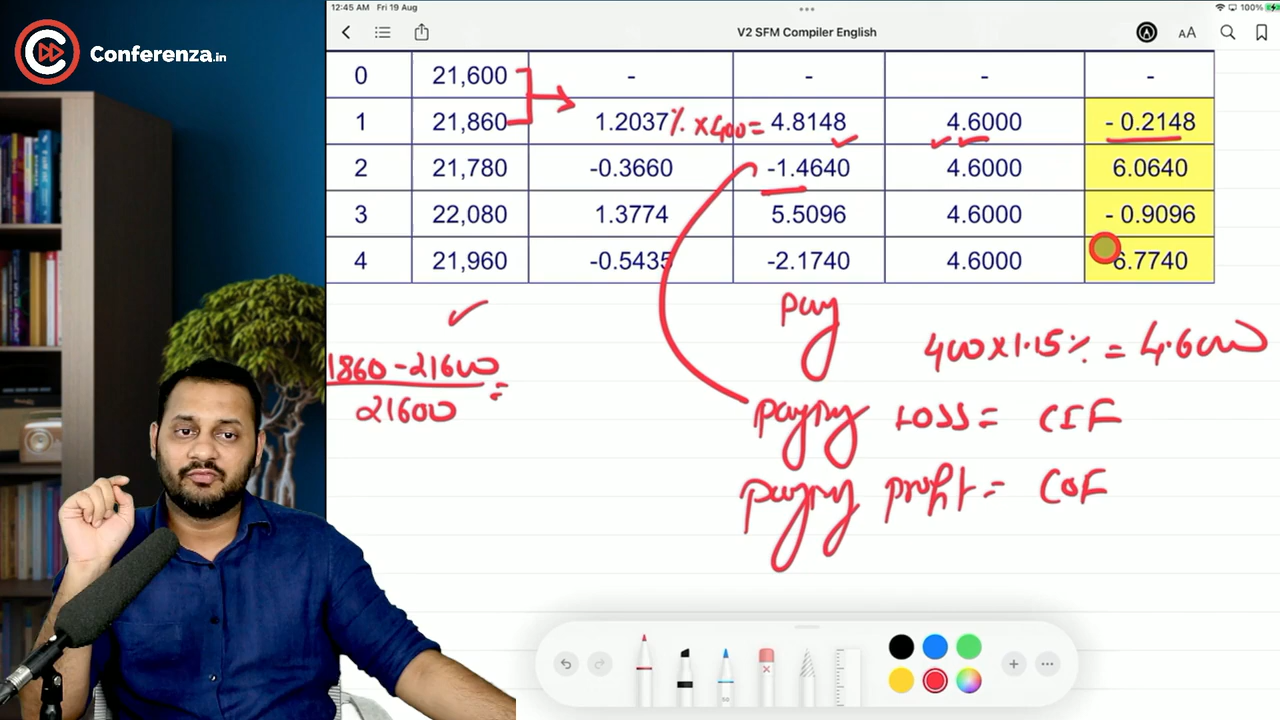 12:45 AM Fri 19 Aug
100%
Conferenza.in
V2 SFM Compiler English
AA
0 21,600 - - - -
1 21,860 1.2037% ×400= 4.8148 4.6000 - 0.2148
2 21,780 -0.3660 -1.4640 4.6000 6.0640
3 22,080 1.3774 5.5096 4.6000 - 0.9096
4 21,960 -0.5435 -2.1740 4.6000 6.7740
pay
400×1.15% = 4.6000
1860-21600 =
21600
paying LOSS = CIF
paying profit = COF